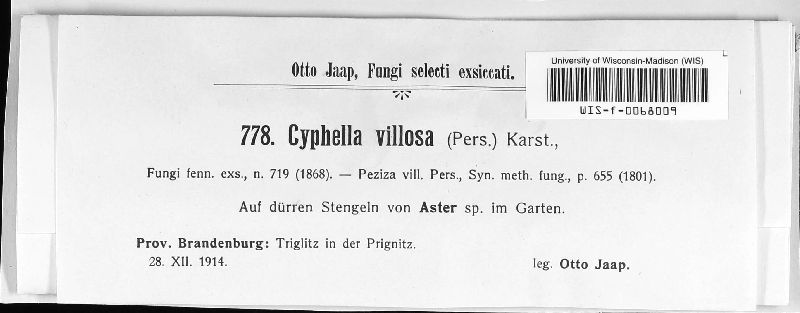 Otto Jaap, Fungi selecti exsiccati.
University of Wisconsin-Madison (WIS)
WIS-f-0068009
778. Cyphella villosa (Pers.) Karst.,
Fungi fenn. exs., n. 719 (1868). — Peziza vill. Pers., Syn. meth. fung., p. 655 (1801).
Auf dürren Stengeln von Aster sp. im Garten.
Prov. Brandenburg: Triglitz in der Prignitz.
28. XII. 1914.
leg. Otto Jaap.